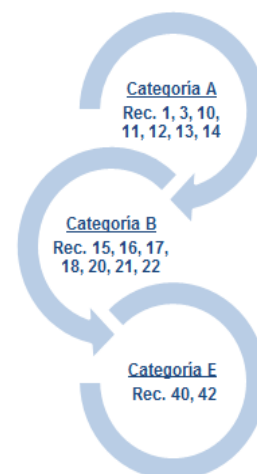 Categoría A
Rec. 1, 3, 10,
11, 12, 13, 14
Categoría B
Rec. 15, 16, 17,
18, 20, 21, 22
Categoría E
Rec. 40, 42